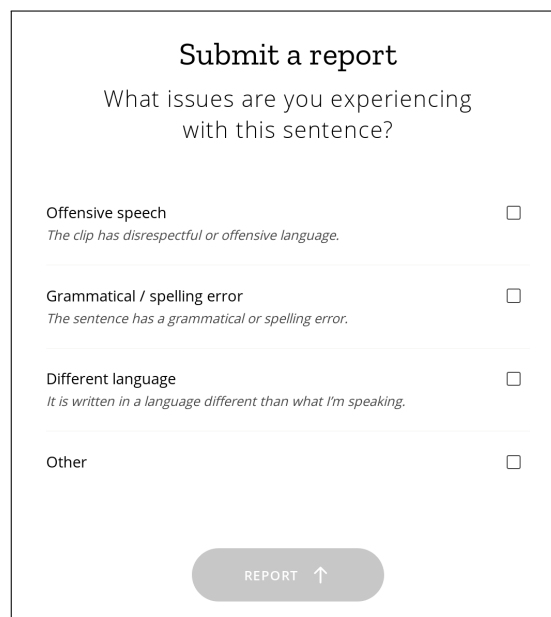 Submit a report
What issues are you experiencing
with this sentence?
Offensive speech
The clip has disrespectful or offensive language.
Grammatical / spelling error
The sentence has a grammatical or spelling error.
Different language
It is written in a language different than what I'm speaking.
Other
REPORT